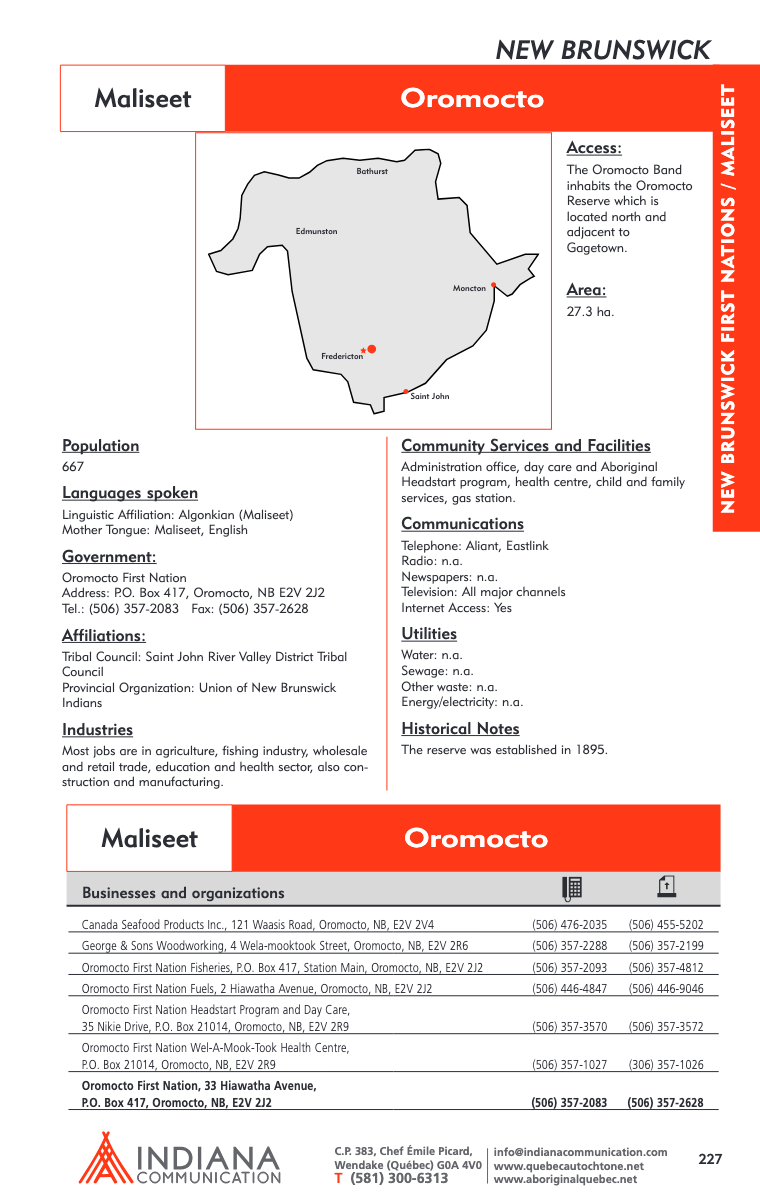 NEW BRUNSWICK
Maliseet
Oromocto
NEW BRUNSWICK FIRST NATIONS / MALISEET
Bathurst
Edmunston
Moncton
Fredericton
Saint John
Access:
The Oromocto Band
inhabits the Oromocto
Reserve which is
located north and
adjacent to
Gagetown.
Area:
27.3 ha.
Population
667
Languages spoken
Linguistic Affiliation: Algonkian (Maliseet)
Mother Tongue: Maliseet, English
Government:
Oromocto First Nation
Address: P.O. Box 417, Oromocto, NB E2V 2J2
Tel.: (506) 357-2083 Fax: (506) 357-2628
Affiliations:
Tribal Council: Saint John River Valley District Tribal
Council
Provincial Organization: Union of New Brunswick
Indians
Industries
Most jobs are in agriculture, fishing industry, wholesale
and retail trade, education and health sector, also con-
struction and manufacturing.
Community Services and Facilities
Administration office, day care and Aboriginal
Headstart program, health centre, child and family
services, gas station.
Communications
Telephone: Aliant, Eastlink
Radio: n.a.
Newspapers: n.a.
Television: All major channels
Internet Access: Yes
Utilities
Water: n.a.
Sewage: n.a.
Other waste: n.a.
Energy/electricity: n.a.
Historical Notes
The reserve was established in 1895.
Maliseet
Oromocto
Businesses and organizations
Canada Seafood Products Inc., 121 Waasis Road, Oromocto, NB, E2V 2V4 (506) 476-2035 (506) 455-5202
George & Sons Woodworking, 4 Wela-mooktook Street, Oromocto, NB, E2V 2R6 (506) 357-2288 (506) 357-2199
Oromocto First Nation Fisheries, P.O. Box 417, Station Main, Oromocto, NB, E2V 2J2 (506) 357-2093 (506) 357-4812
Oromocto First Nation Fuels, 2 Hiawatha Avenue, Oromocto, NB, E2V 2J2 (506) 446-4847 (506) 446-9046
Oromocto First Nation Headstart Program and Day Care,
35 Nikie Drive, P.O. Box 21014, Oromocto, NB, E2V 2R9 (506) 357-3570 (506) 357-3572
Oromocto First Nation Wel-A-Mook-Took Health Centre,
P.O. Box 21014, Oromocto, NB, E2V 2R9 (506) 357-1027 (306) 357-1026
Oromocto First Nation, 33 Hiawatha Avenue,
P.O. Box 417, Oromocto, NB, E2V 2J2 (506) 357-2083 (506) 357-2628
INDIANA
COMMUNICATION
C.P. 383, Chef Émile Picard,
Wendake (Québec) G0A 4V0
T (581) 300-6313
info@indianacommunication.com
www.quebecautochtone.net
www.aboriginalquebec.net
227